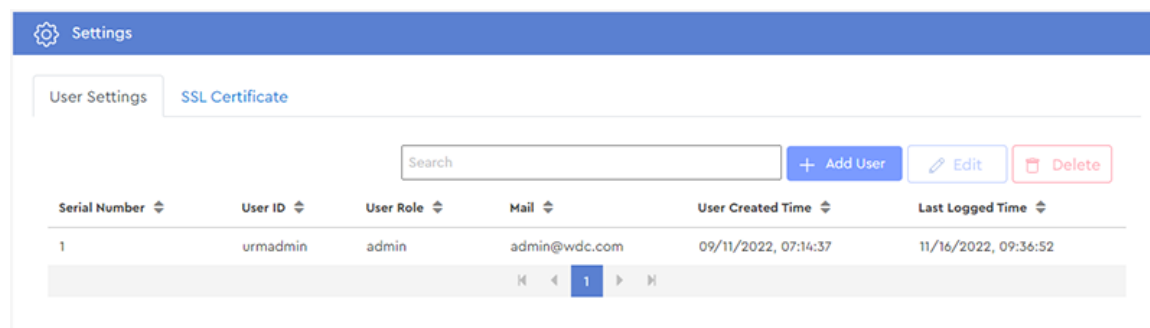 Settings
User Settings SSL Certificate
Search + Add User Edit Delete
Serial Number User ID User Role Mail User Created Time Last Logged Time
1 urmadmin admin admin@wdc.com 09/11/2022, 07:14:37 11/16/2022, 09:36:52
1